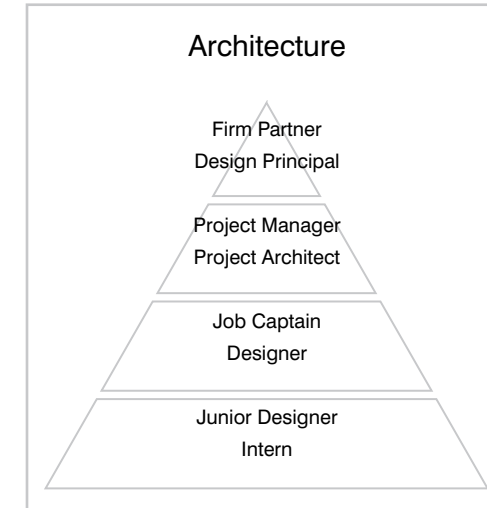 Architecture
Firm Partner
Design Principal
Project Manager
Project Architect
Job Captain
Designer
Junior Designer
Intern